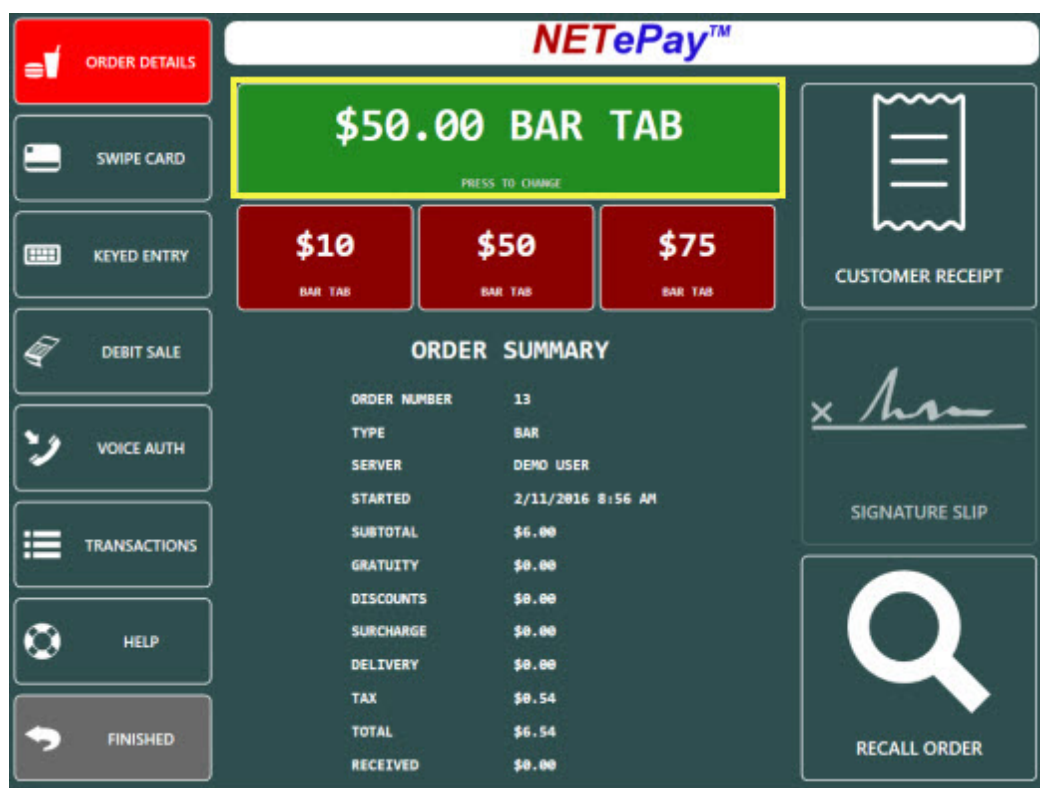 ORDER DETAILS
SWIPE CARD
KEYED ENTRY
DEBIT SALE
VOICE AUTH
TRANSACTIONS
HELP
FINISHED
NETePay™
$50.00 BAR TAB
PRESS TO CHANGE
$10
BAR TAB
$50
BAR TAB
$75
BAR TAB
ORDER SUMMARY
ORDER NUMBER 13
TYPE BAR
SERVER DEMO USER
STARTED 2/11/2016 8:56 AM
SUBTOTAL $6.00
GRATUITY $0.00
DISCOUNTS $0.00
SURCHARGE $0.00
DELIVERY $0.00
TAX $0.54
TOTAL $6.54
RECEIVED $0.00
CUSTOMER RECEIPT
SIGNATURE SLIP
RECALL ORDER